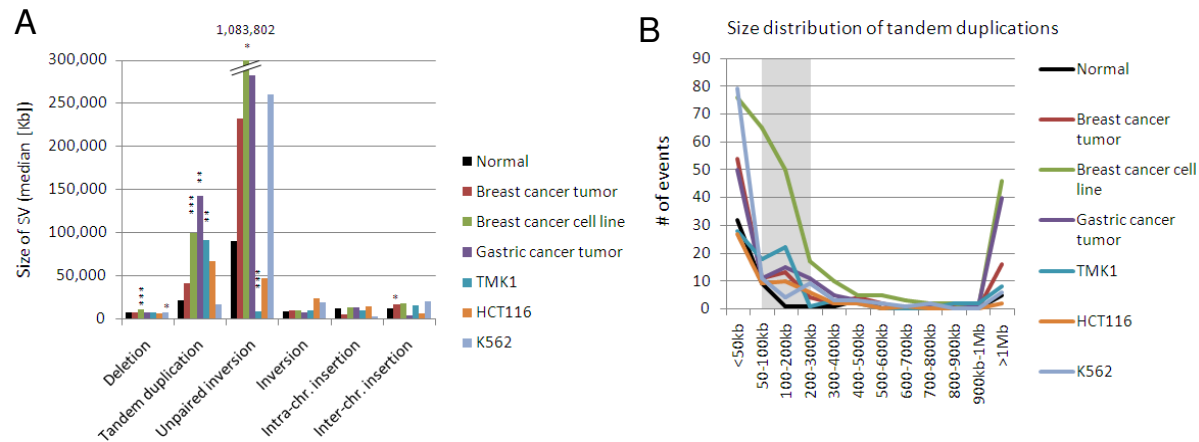 A
1,083,802
*
300,000
250,000
200,000
150,000
100,000
50,000
0
Size of SV (median [Kb])
***
*
***
**
**
***
*
Deletion
Tandem duplication
Unpaired inversion
Inversion
Intra-chr. insertion
Inter-chr. insertion
Normal
Breast cancer tumor
Breast cancer cell line
Gastric cancer tumor
TMK1
HCT116
K562
B
Size distribution of tandem duplications
90
80
70
60
50
40
30
20
10
0
# of events
<50kb
50-100kb
100-200kb
200-300kb
300-400kb
400-500kb
500-600kb
600-700kb
700-800kb
800-900kb
900kb-1Mb
>1Mb
Normal
Breast cancer
tumor
Breast cancer cell
line
Gastric cancer
tumor
TMK1
HCT116
K562